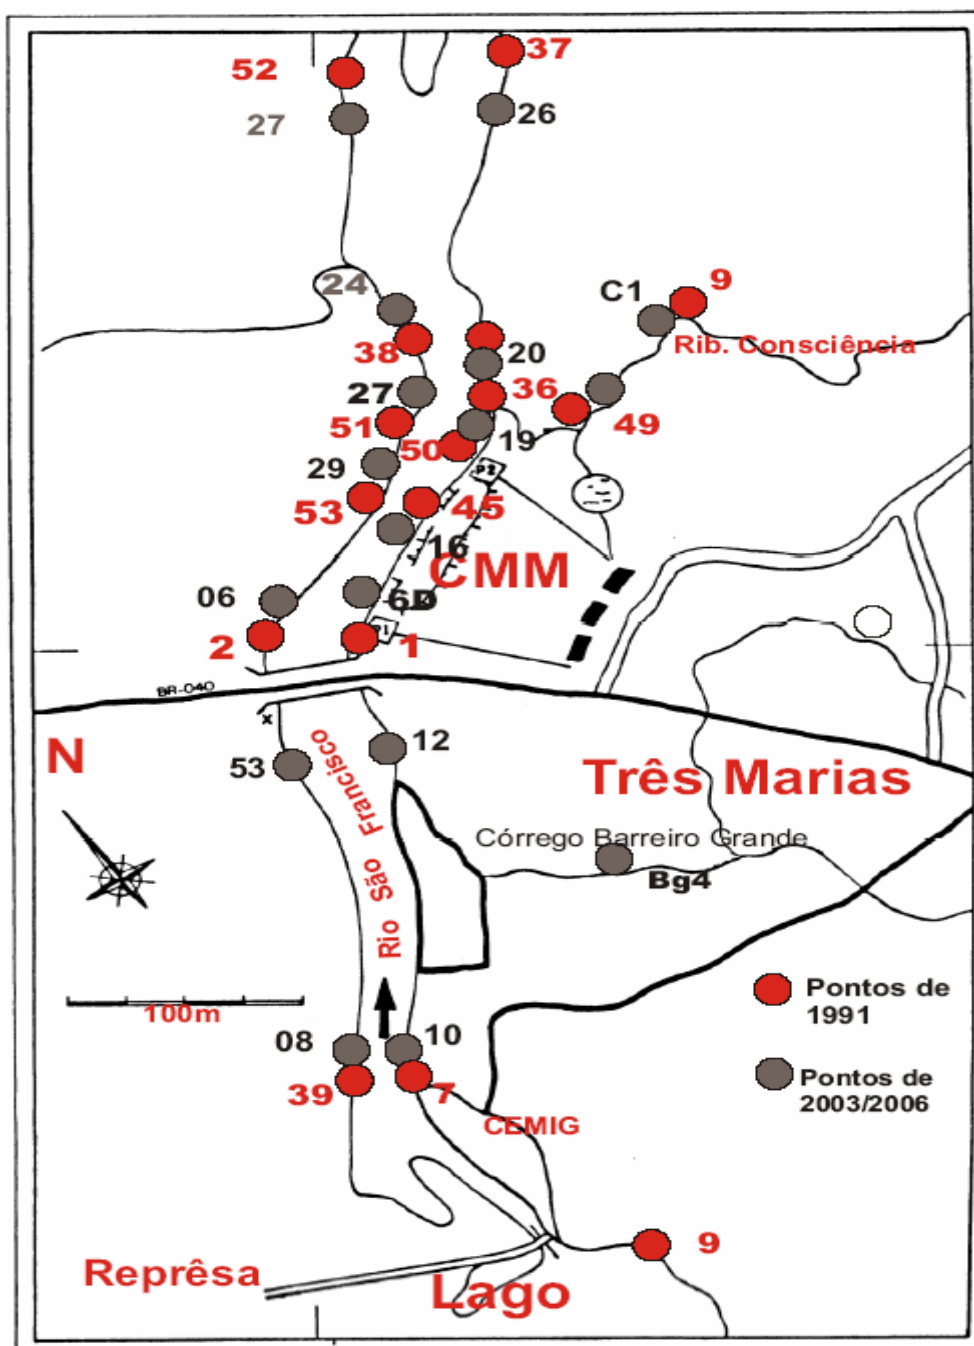 37
52
26
27
9
C1
24
Rib. Consciência
38
20
27
36
51
49
50
19
29
P2
53
45
16
CMM
06
6D
P1
2
1
BR-040
x
12
N
53
Rio São Francisco
Três Marias
Córrego Barreiro Grande
Bg4
100m
Pontos de
1991
08
10
39
7
Pontos de
2003/2006
CEMIG
9
Reprêsa
Lago